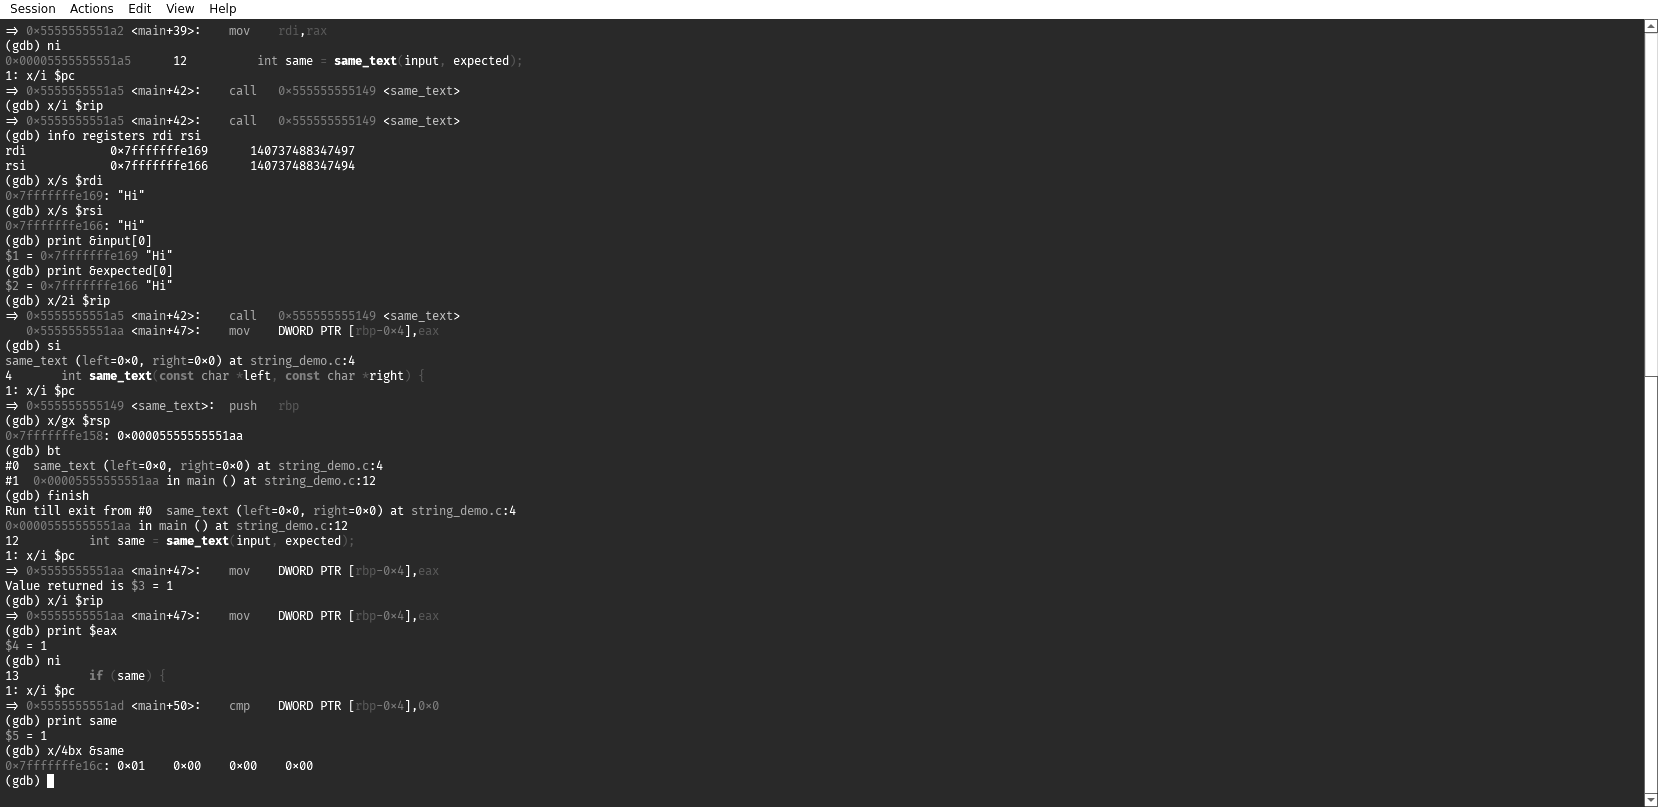 Session Actions Edit View Help
=> 0x5555555551a2 <main+39>:    mov    rdi,rax
(gdb) ni
0x00005555555551a5      12          int same = same_text(input, expected);
1: x/i $pc
=> 0x5555555551a5 <main+42>:    call   0x555555555149 <same_text>
(gdb) x/i $rip
=> 0x5555555551a5 <main+42>:    call   0x555555555149 <same_text>
(gdb) info registers rdi rsi
rdi            0x7fffffffe169      140737488347497
rsi            0x7fffffffe166      140737488347494
(gdb) x/s $rdi
0x7fffffffe169: "Hi"
(gdb) x/s $rsi
0x7fffffffe166: "Hi"
(gdb) print &input[0]
$1 = 0x7fffffffe169 "Hi"
(gdb) print &expected[0]
$2 = 0x7fffffffe166 "Hi"
(gdb) x/2i $rip
=> 0x5555555551a5 <main+42>:    call   0x555555555149 <same_text>
   0x5555555551aa <main+47>:    mov    DWORD PTR [rbp-0x4],eax
(gdb) si
same_text (left=0x0, right=0x0) at string_demo.c:4
4       int same_text(const char *left, const char *right) {
1: x/i $pc
=> 0x555555555149 <same_text>:  push   rbp
(gdb) x/gx $rsp
0x7fffffffe158: 0x00005555555551aa
(gdb) bt
#0  same_text (left=0x0, right=0x0) at string_demo.c:4
#1  0x00005555555551aa in main () at string_demo.c:12
(gdb) finish
Run till exit from #0  same_text (left=0x0, right=0x0) at string_demo.c:4
0x00005555555551aa in main () at string_demo.c:12
12          int same = same_text(input, expected);
1: x/i $pc
=> 0x5555555551aa <main+47>:    mov    DWORD PTR [rbp-0x4],eax
Value returned is $3 = 1
(gdb) x/i $rip
=> 0x5555555551aa <main+47>:    mov    DWORD PTR [rbp-0x4],eax
(gdb) print $eax
$4 = 1
(gdb) ni
13          if (same) {
1: x/i $pc
=> 0x5555555551ad <main+50>:    cmp    DWORD PTR [rbp-0x4],0x0
(gdb) print same
$5 = 1
(gdb) x/4bx &same
0x7fffffffe16c: 0x01    0x00    0x00    0x00
(gdb)